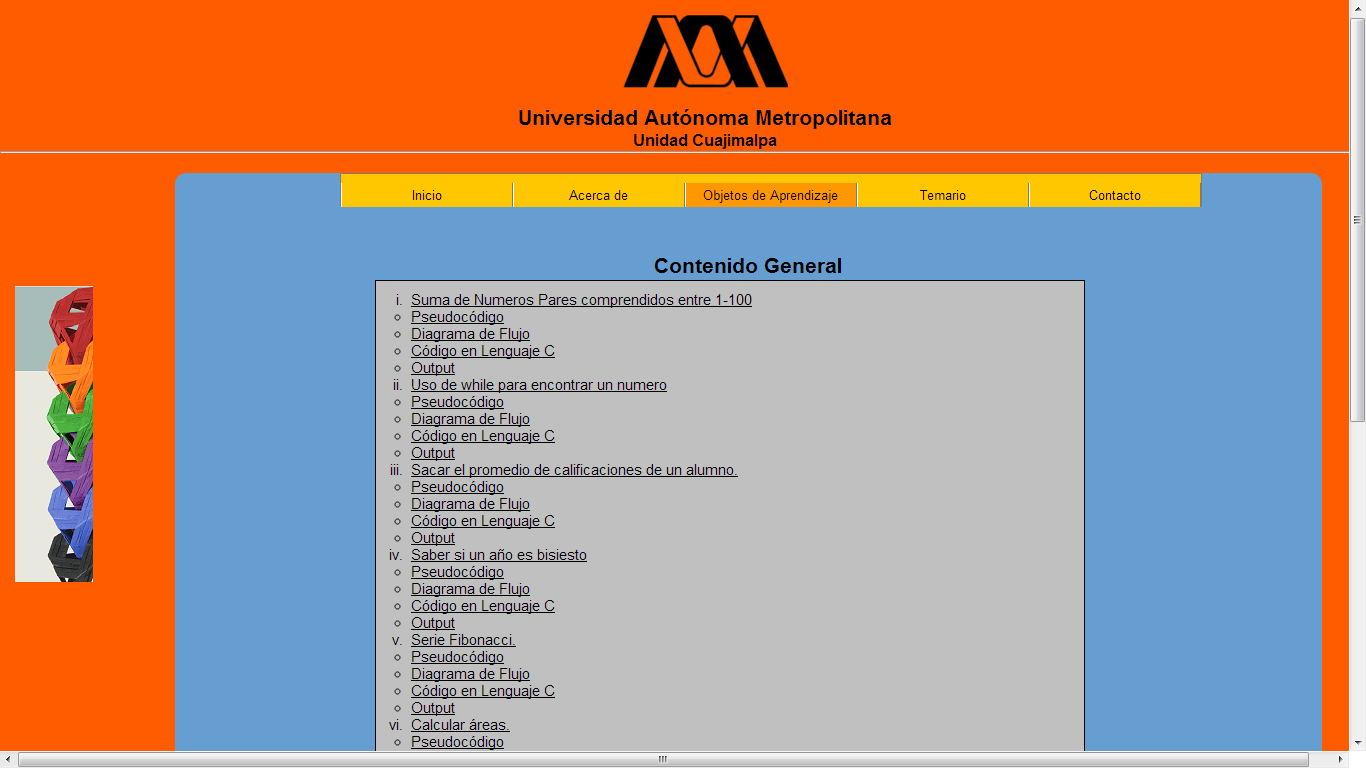 Universidad Autónoma Metropolitana
Unidad Cuajimalpa
Inicio Acerca de Objetos de Aprendizaje Temario Contacto
Contenido General
i. Suma de Numeros Pares comprendidos entre 1-100
Pseudocódigo
Diagrama de Flujo
Código en Lenguaje C
Output
ii. Uso de while para encontrar un numero
Pseudocódigo
Diagrama de Flujo
Código en Lenguaje C
Output
iii. Sacar el promedio de calificaciones de un alumno.
Pseudocódigo
Diagrama de Flujo
Código en Lenguaje C
Output
iv. Saber si un año es bisiesto
Pseudocódigo
Diagrama de Flujo
Código en Lenguaje C
Output
v. Serie Fibonacci.
Pseudocódigo
Diagrama de Flujo
Código en Lenguaje C
Output
vi. Calcular áreas.
Pseudocódigo